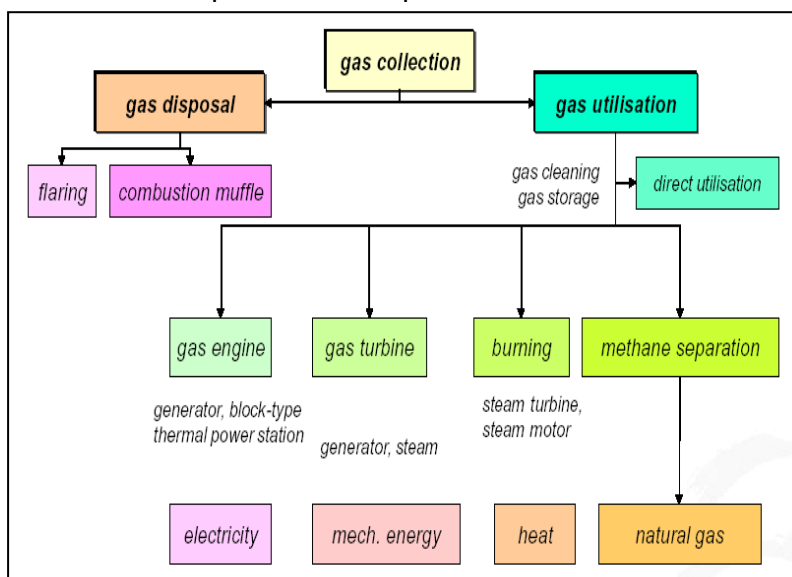 gas collection
gas disposal
gas utilisation
flaring
combustion muffle
gas cleaning
gas storage
direct utilisation
gas engine
gas turbine
burning
methane separation
generator, block-type
thermal power station
generator, steam
steam turbine,
steam motor
electricity
mech. energy
heat
natural gas